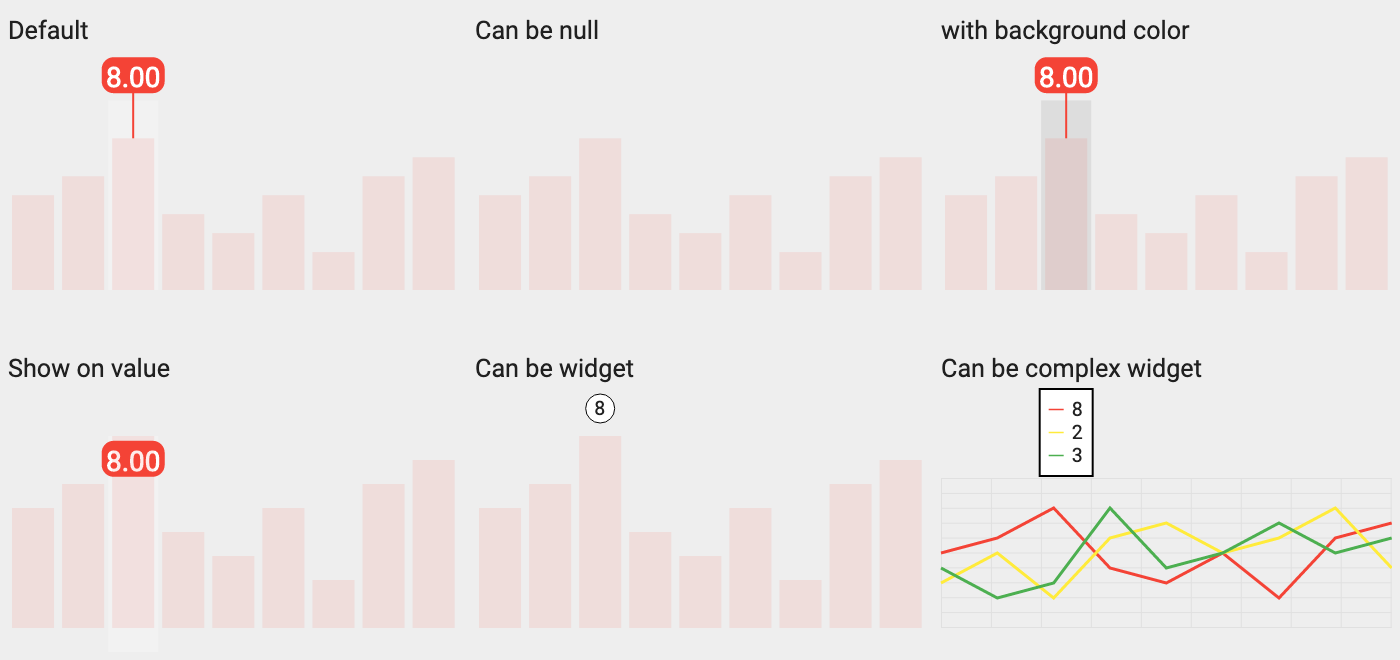 Default
Can be null
with background color
8.00
8.00
Show on value
Can be widget
Can be complex widget
8.00
8
8
2
3